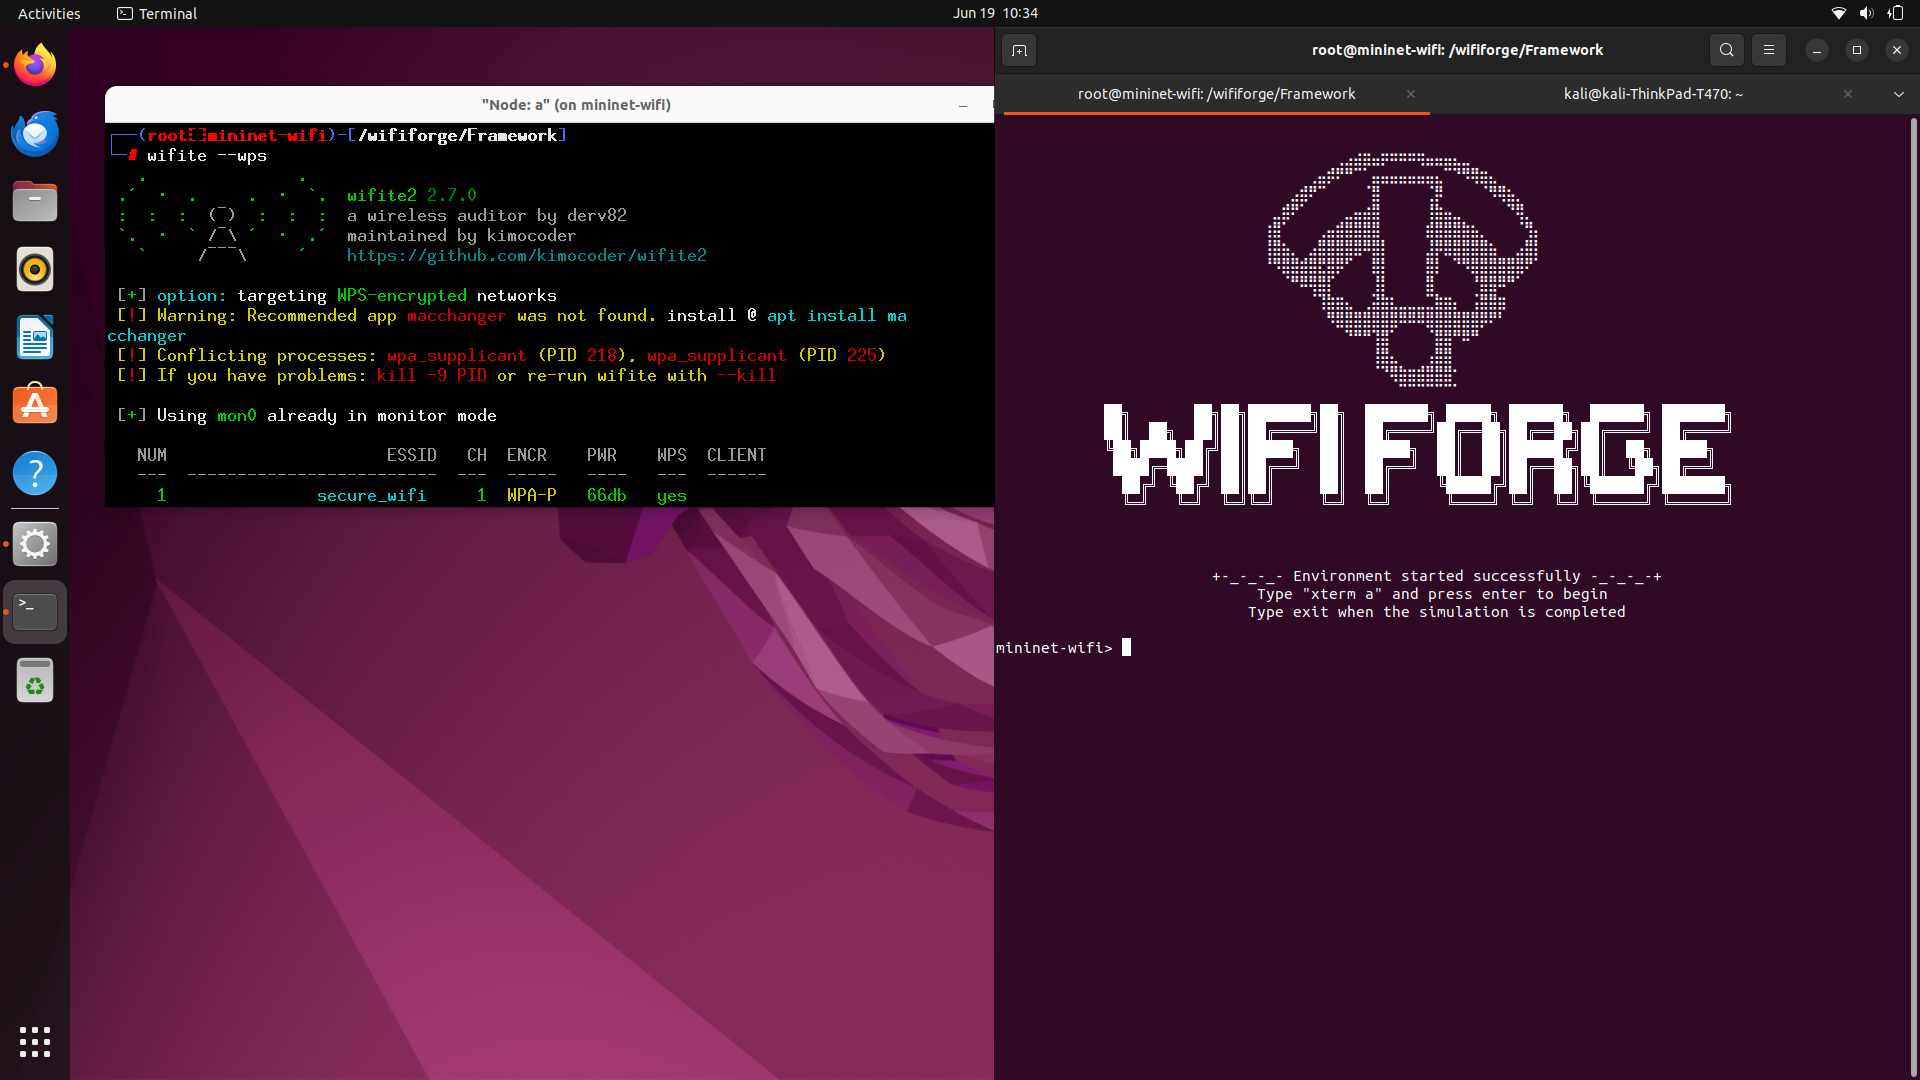 Activities
Terminal
Jun 19 10:34
"Node: a" (on mininet-wifi)
(root mininet-wifi)-[/wififorge/Framework]
# wifite --wps
wifite2 2.7.0
a wireless auditor by derv82
maintained by kimocoder
https://github.com/kimocoder/wifite2
[+] option: targeting WPS-encrypted networks
[!] Warning: Recommended app macchanger was not found. install @ apt install ma
cchanger
[!] Conflicting processes: wpa_supplicant (PID 218), wpa_supplicant (PID 225)
[!] If you have problems: kill -9 PID or re-run wifite with --kill
[+] Using mon0 already in monitor mode
NUM ESSID CH ENCR PWR WPS CLIENT
--- ------------------------- --- ----- ---- --- ------
1 secure_wifi 1 WPA-P 66db yes
root@mininet-wifi: /wififorge/Framework
root@mininet-wifi: /wififorge/Framework
kali@kali-ThinkPad-T470: ~
WIFI FORGE
+-_-_-_- Environment started successfully -_-_-_-+
Type "xterm a" and press enter to begin
Type exit when the simulation is completed
mininet-wifi>